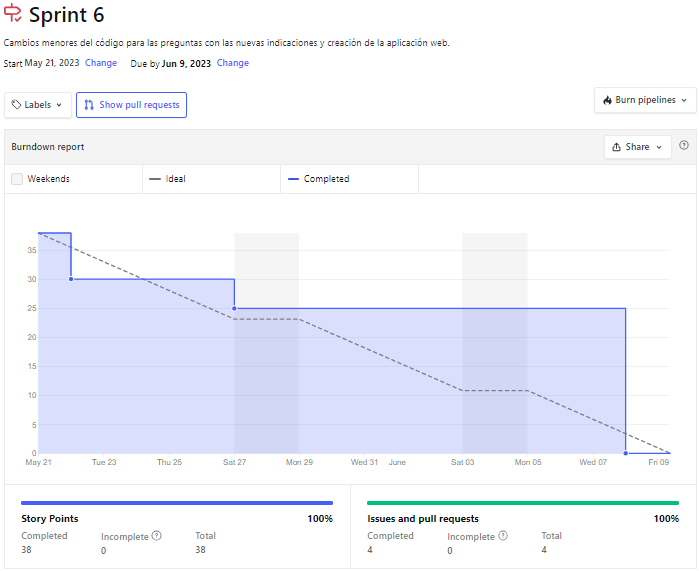 Sprint 6
Cambios menores del código para las preguntas con las nuevas indicaciones y creación de la aplicación web.
Start May 21, 2023 Change Due by Jun 9, 2023 Change
Labels Show pull requests Burn pipelines
Burndown report Share
Weekends Ideal Completed
35
30
25
20
15
10
5
0
May 21 Tue 23 Thu 25 Sat 27 Mon 29 Wed 31 June Sat 03 Mon 05 Wed 07 Fri 09
Story Points 100%
Completed Incomplete Total
38 0 38
Issues and pull requests 100%
Completed Incomplete Total
4 0 4